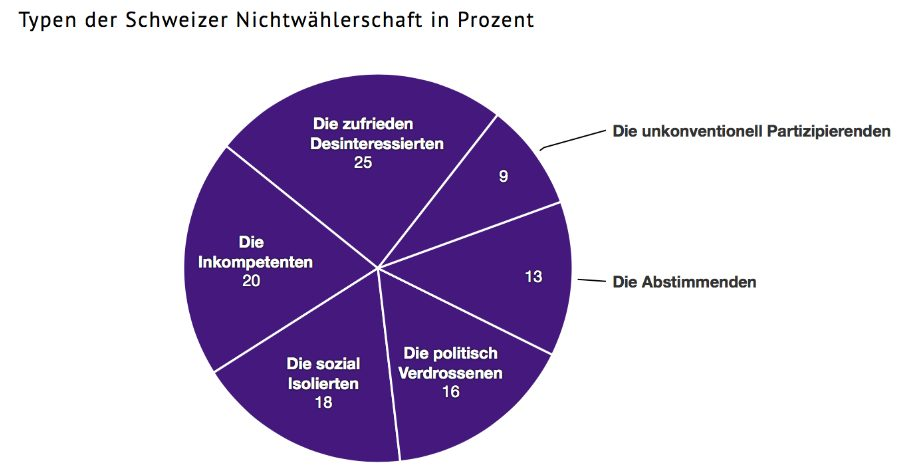 Typen der Schweizer Nichtwählerschaft in Prozent
Die zufrieden
Desinteressierten
25
Die unkonventionell Partizipierenden
9
Die
Inkompetenten
20
13
Die Abstimmenden
Die sozial
Isolierten
18
Die politisch
Verdrossenen
16